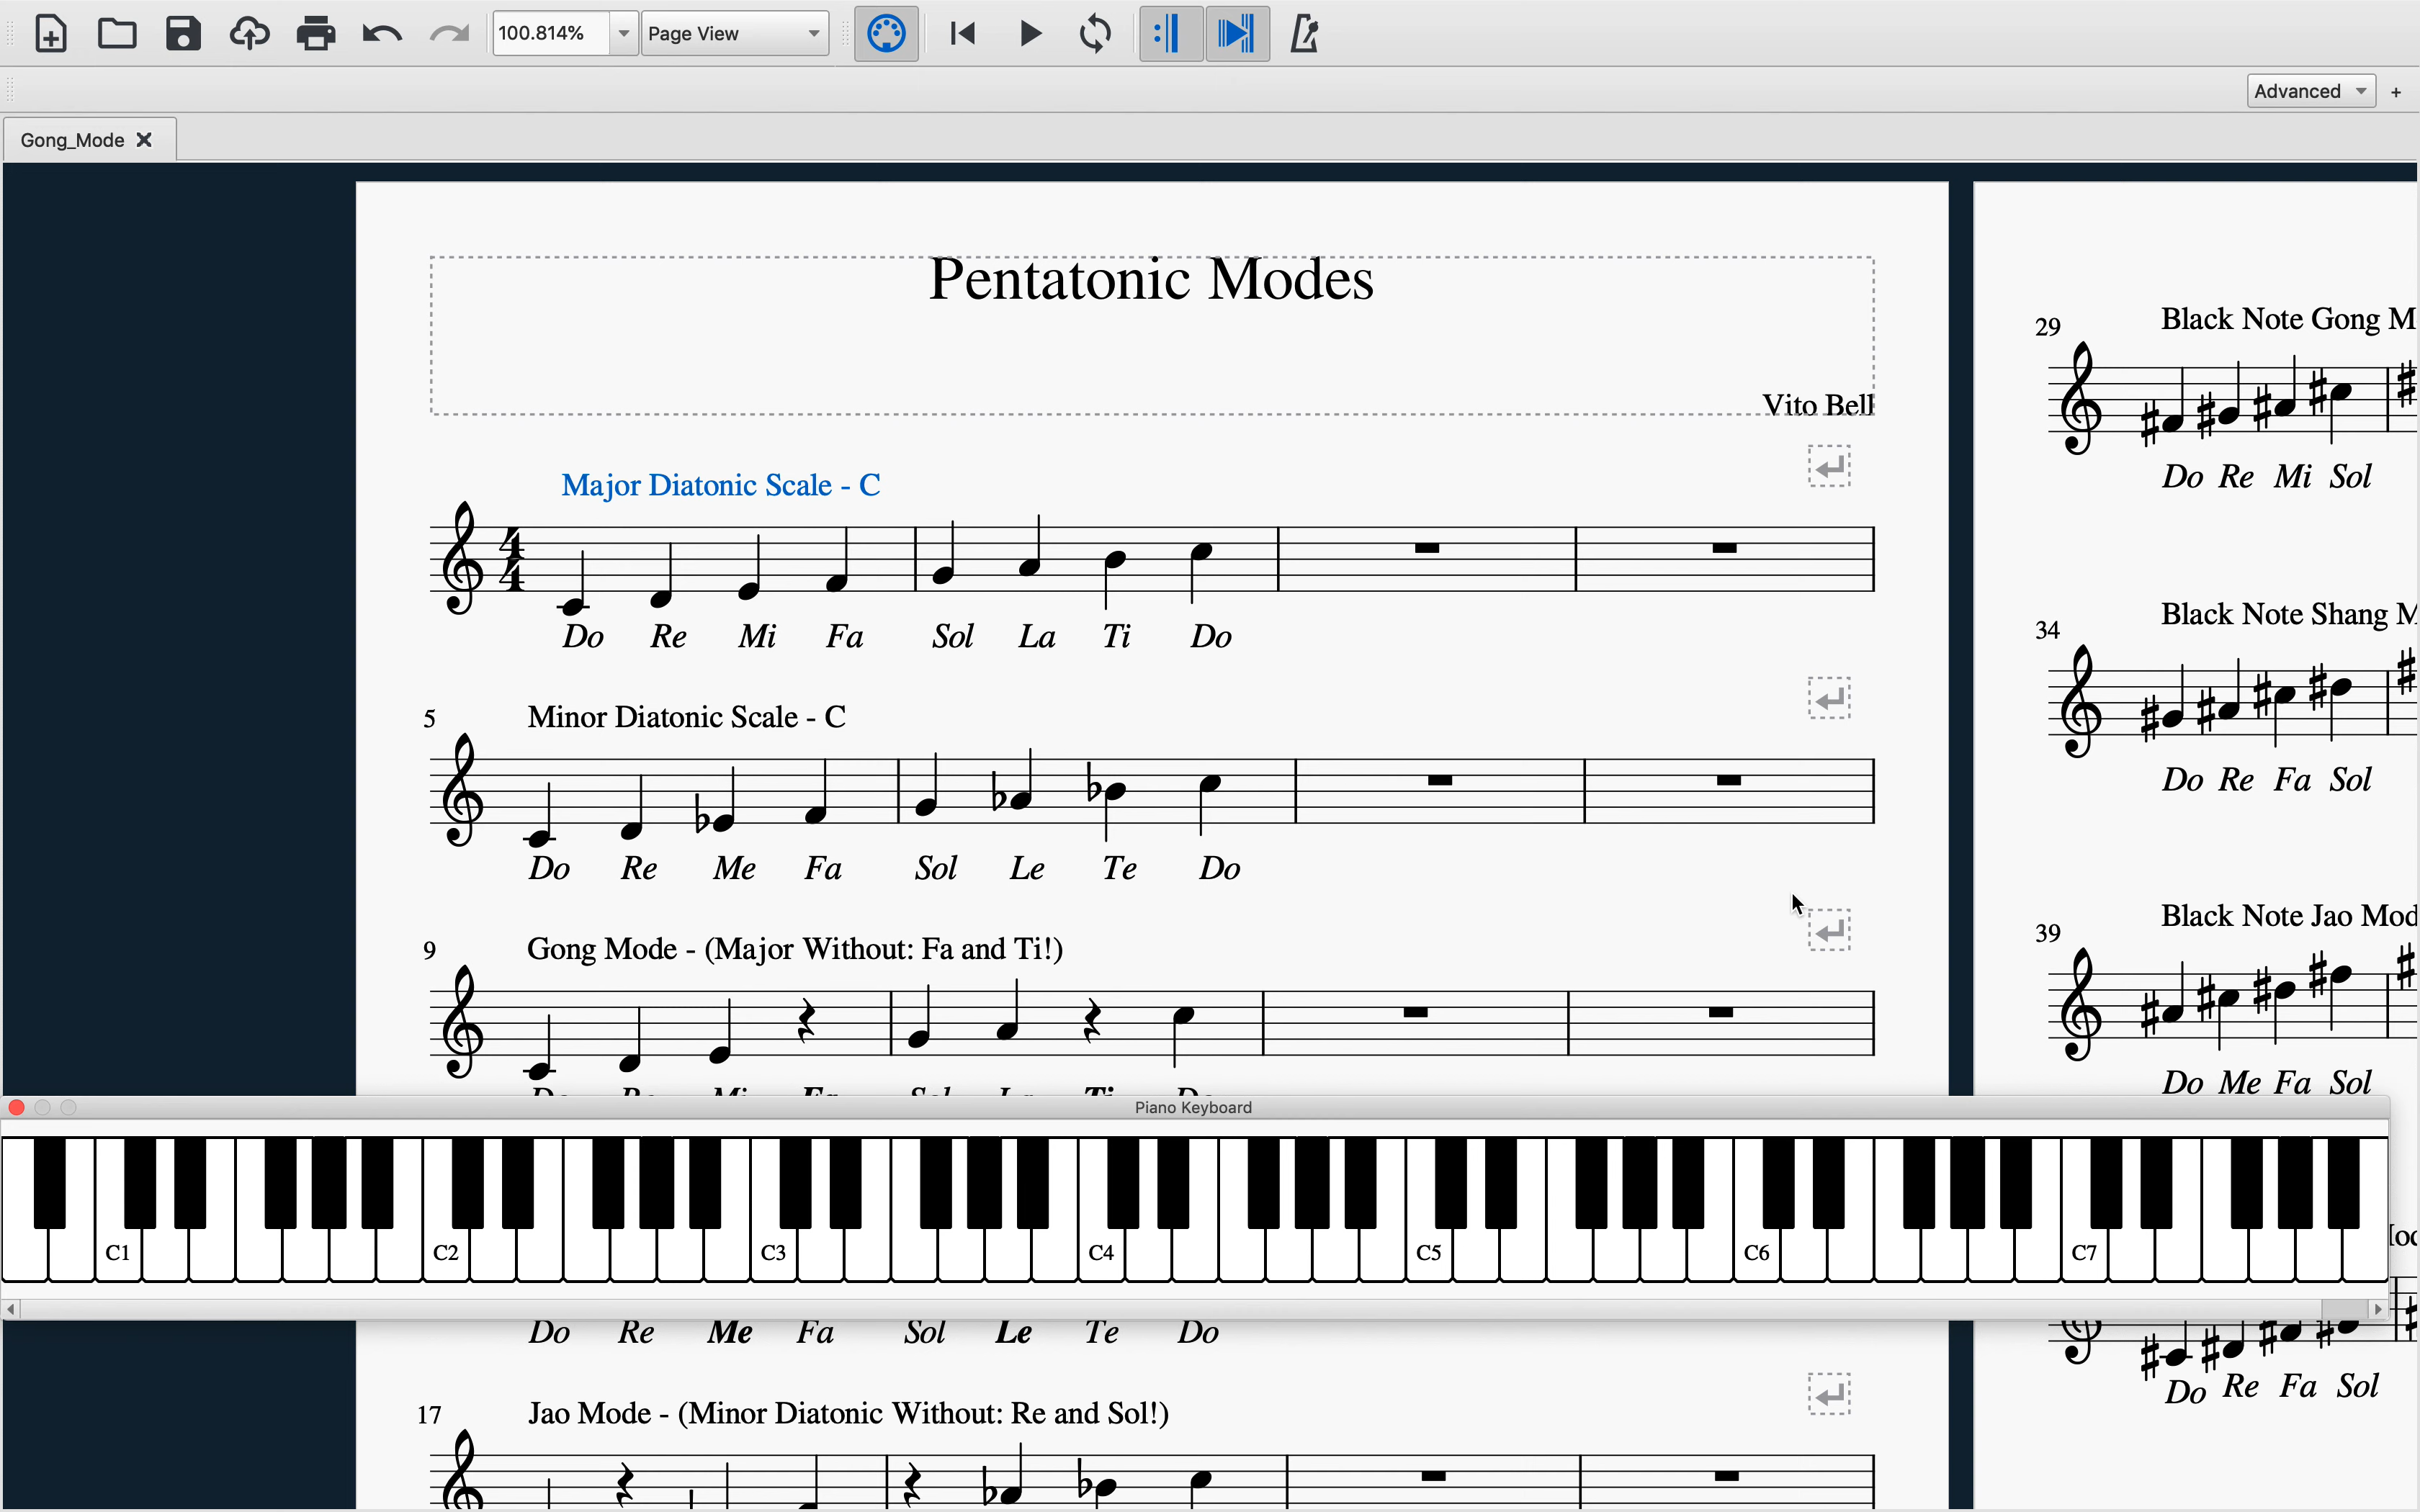 100.814%
Page View
Advanced
+
Gong_Mode
Pentatonic Modes
Vito Bell
Major Diatonic Scale - C
4
4
Do Re Mi Fa Sol La Ti Do
5
Minor Diatonic Scale - C
Do Re Me Fa Sol Le Te Do
9
Gong Mode - (Major Without: Fa and Ti!)
Piano Keyboard
C1 C2 C3 C4 C5 C6 C7
Do Re Me Fa Sol Le Te Do
17
Jao Mode - (Minor Diatonic Without: Re and Sol!)
29
Black Note Gong M
Do Re Mi Sol
34
Black Note Shang M
Do Re Fa Sol
39
Black Note Jao Mod
Do Me Fa Sol
Do Re Fa Sol